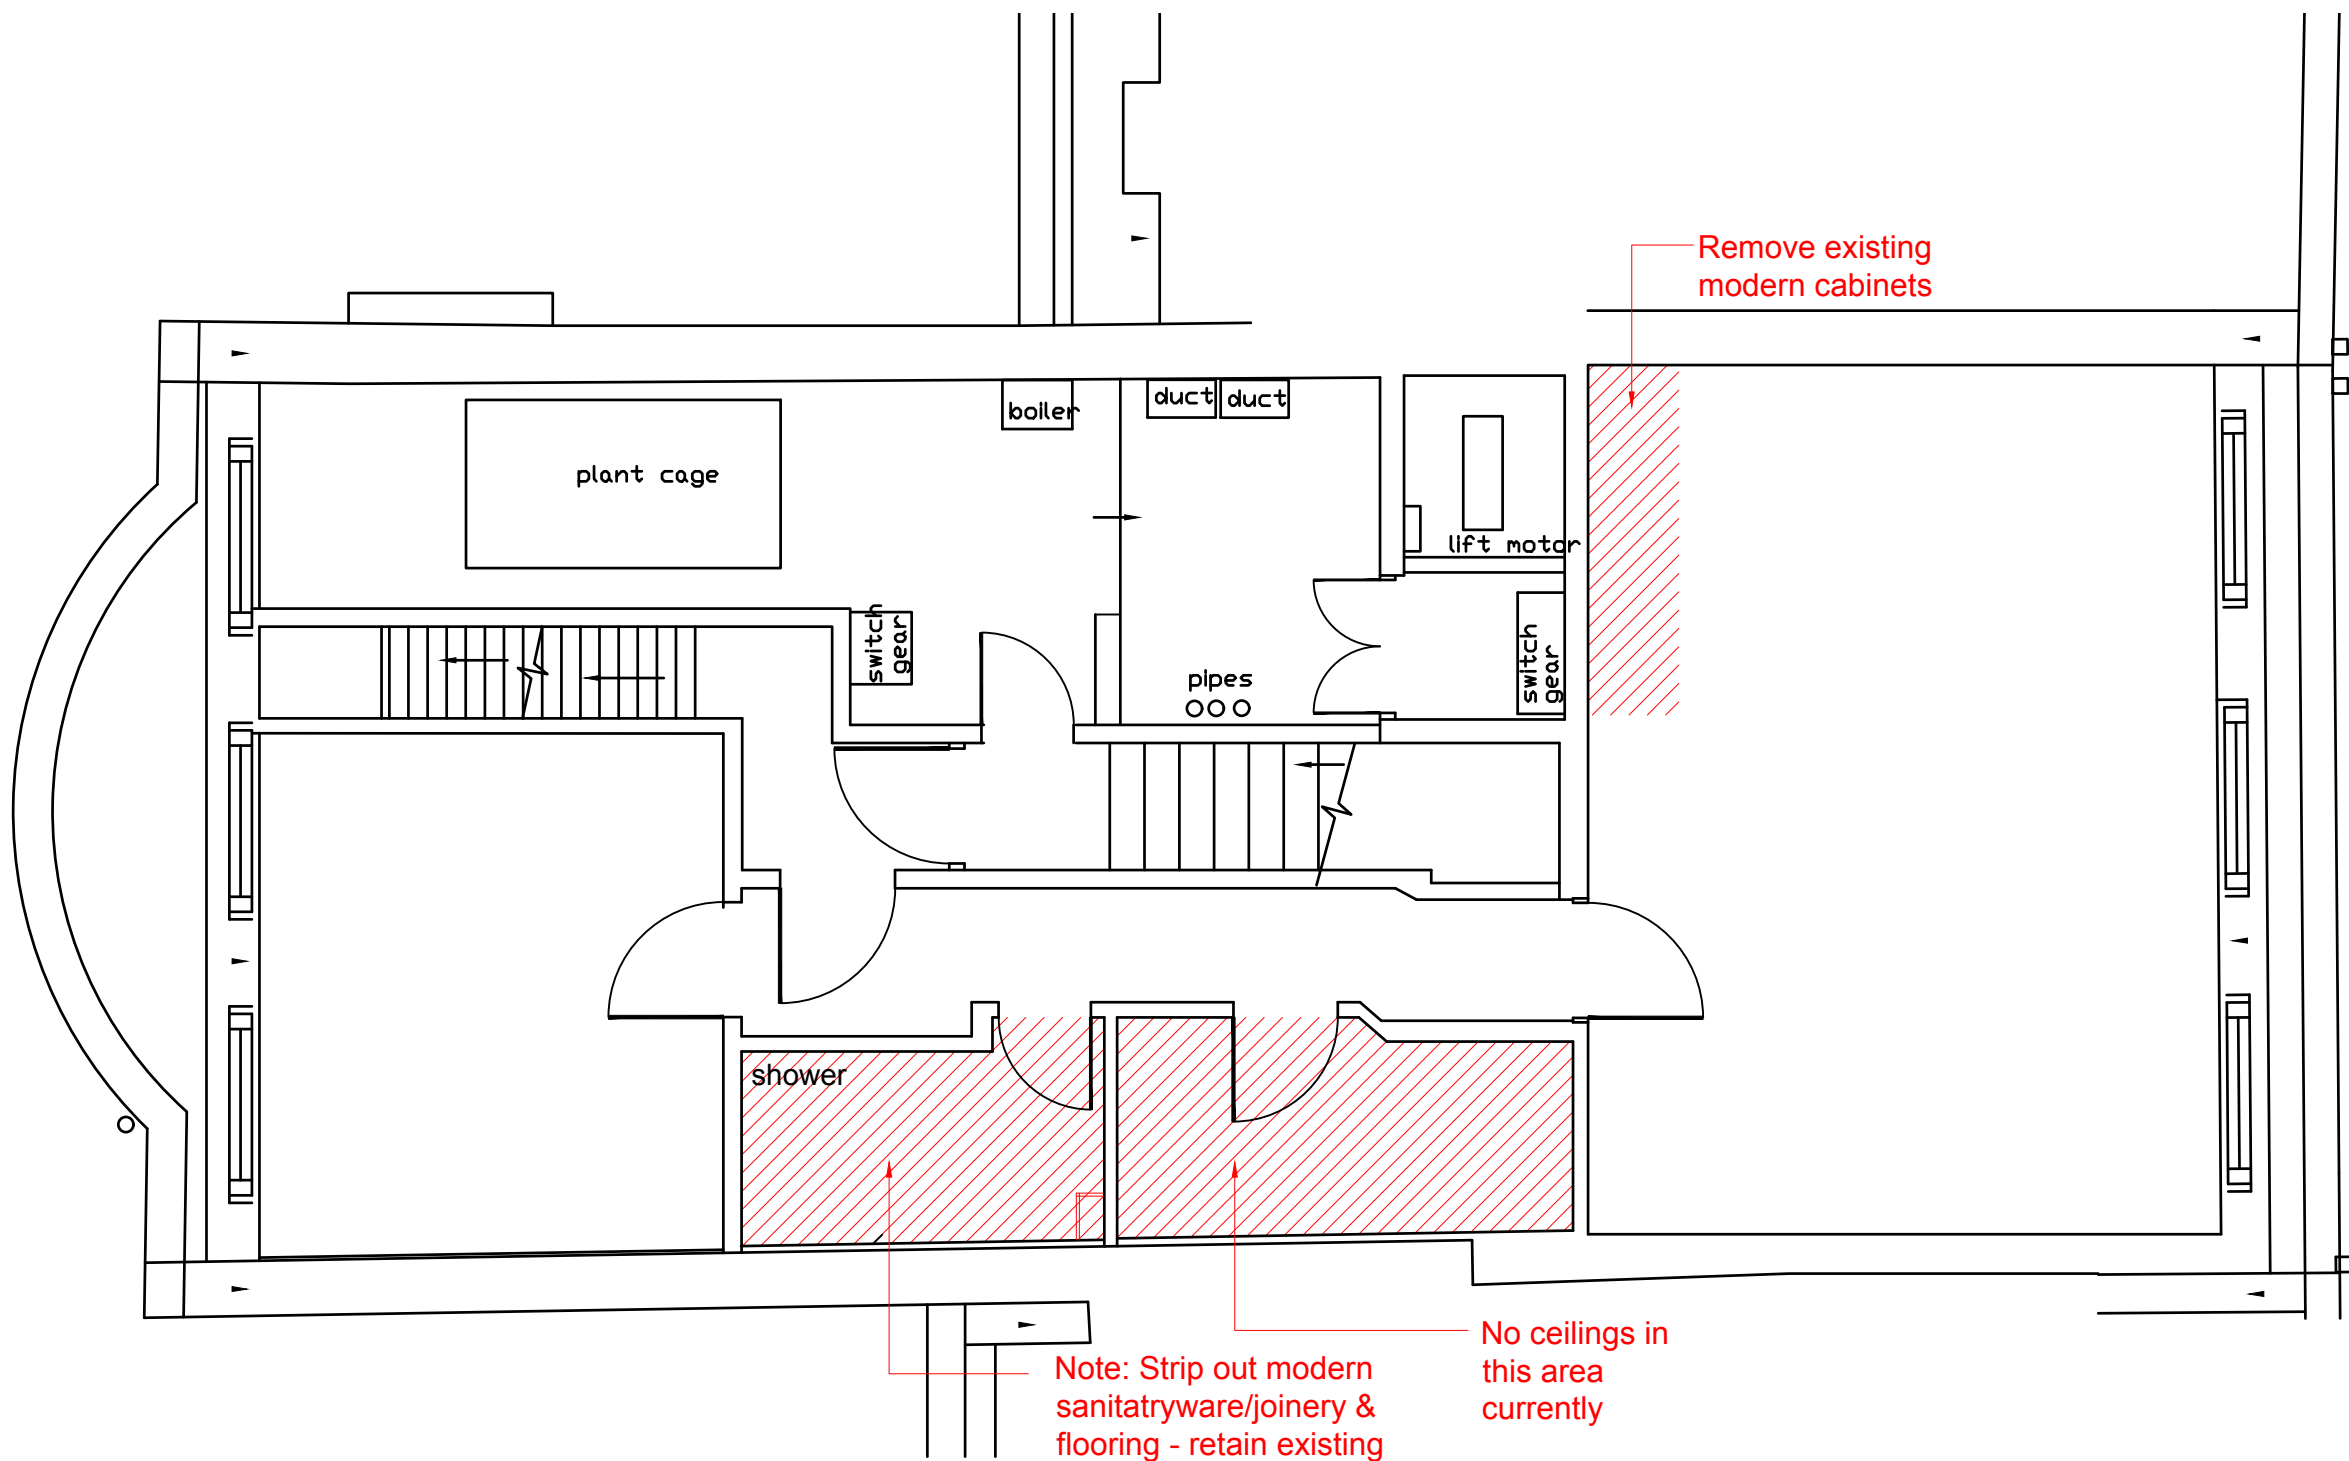 Remove existing
modern cabinets
boiler
duct
duct
plant cage
lift motor
switch
gear
switch
gear
pipes
shower
No ceilings in
this area
currently
Note: Strip out modern
sanitatryware/joinery &
flooring - retain existing